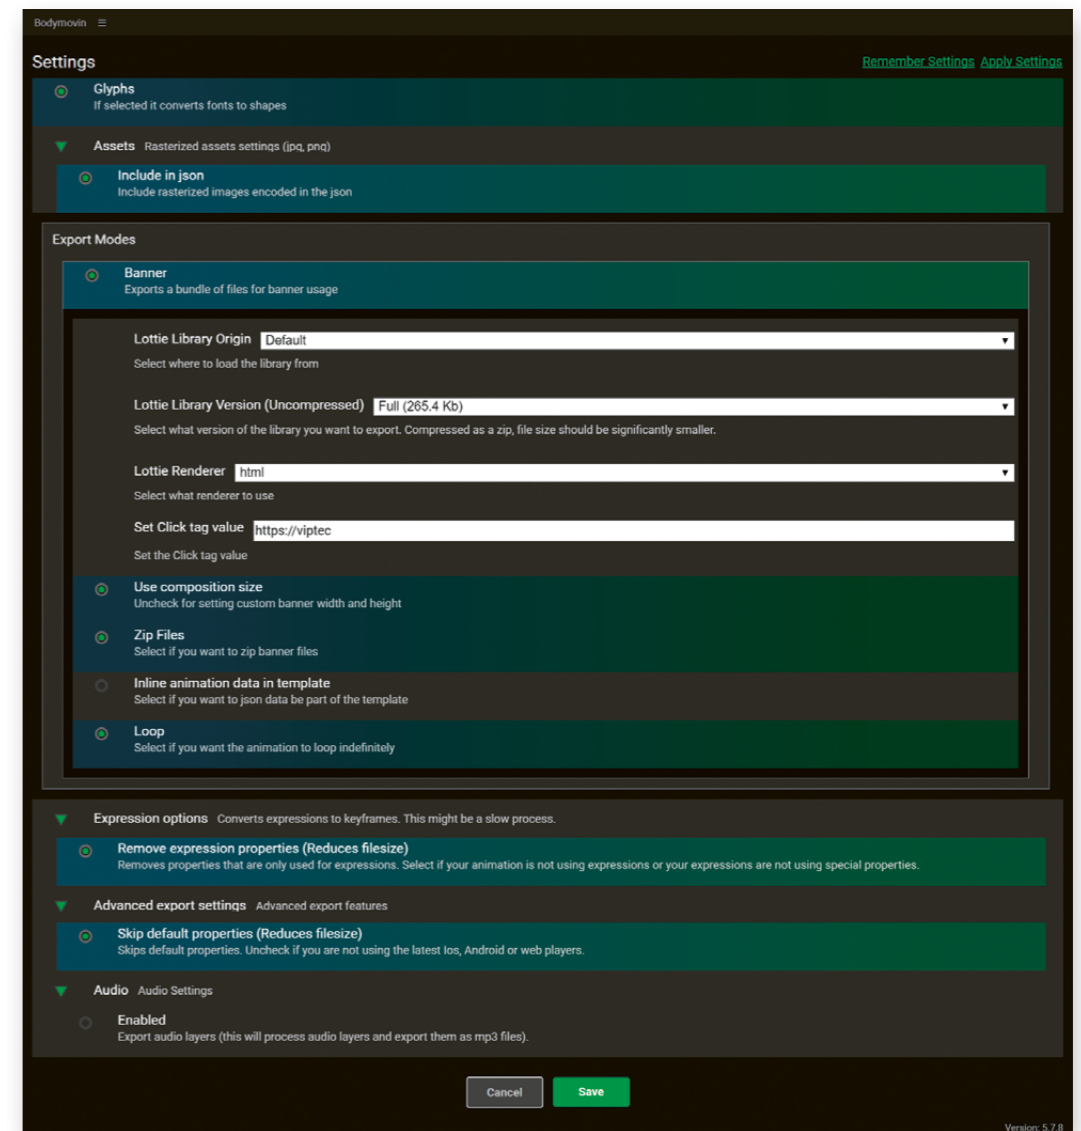 Bodymovin ☰
Settings
Remember Settings Apply Settings
Glyphs
If selected it converts fonts to shapes
Assets Rasterized assets settings (jpg, png)
Include in json
Include rasterized images encoded in the json
Export Modes
Banner
Exports a bundle of files for banner usage
Lottie Library Origin Default
Select where to load the library from
Lottie Library Version (Uncompressed) Full (265.4 Kb)
Select what version of the library you want to export. Compressed as a zip, file size should be significantly smaller.
Lottie Renderer html
Select what renderer to use
Set Click tag value https://viptec
Set the Click tag value
Use composition size
Uncheck for setting custom banner width and height
Zip Files
Select if you want to zip banner files
Inline animation data in template
Select if you want to json data be part of the template
Loop
Select if you want the animation to loop indefinitely
Expression options Converts expressions to keyframes. This might be a slow process.
Remove expression properties (Reduces filesize)
Removes properties that are only used for expressions. Select if your animation is not using expressions or your expressions are not using special properties.
Advanced export settings Advanced export features
Skip default properties (Reduces filesize)
Skips default properties. Uncheck if you are not using the latest Ios, Android or web players.
Audio Audio Settings
Enabled
Export audio layers (this will process audio layers and export them as mp3 files).
Cancel Save
Version: 5.7.8